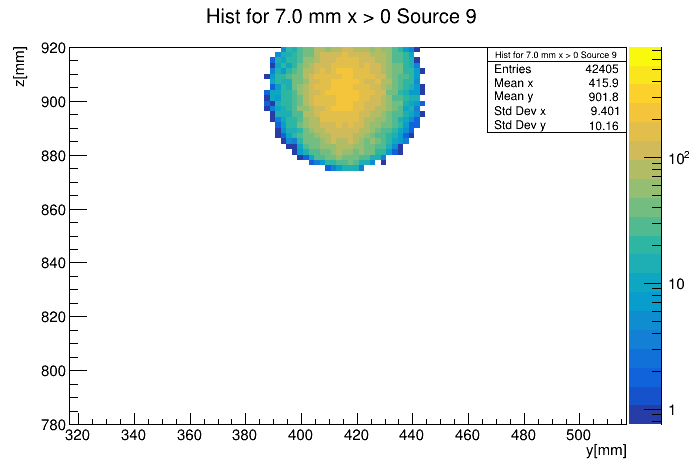 Hist for 7.0 mm x > 0 Source 9
z[mm]
920
900
880
860
840
820
800
780
320 340 360 380 400 420 440 460 480 500
y[mm]
Hist for 7.0 mm x > 0 Source 9
Entries 42405
Mean x 415.9
Mean y 901.8
Std Dev x 9.401
Std Dev y 10.16
10²
10
1